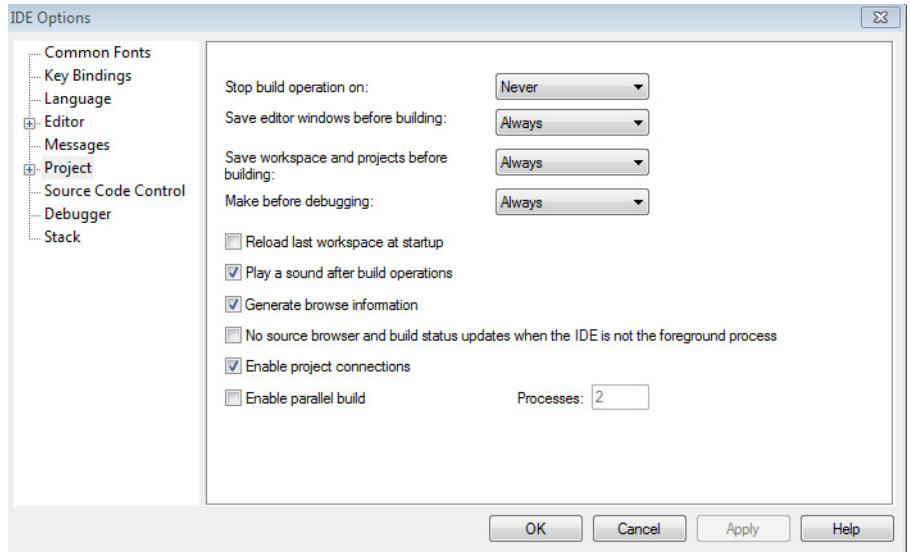 IDE Options
Common Fonts
Key Bindings
Language
Editor
Messages
Project
Source Code Control
Debugger
Stack
Stop build operation on: Never
Save editor windows before building: Always
Save workspace and projects before
building: Always
Make before debugging: Always
Reload last workspace at startup
Play a sound after build operations
Generate browse information
No source browser and build status updates when the IDE is not the foreground process
Enable project connections
Enable parallel build Processes: 2
OK Cancel Apply Help